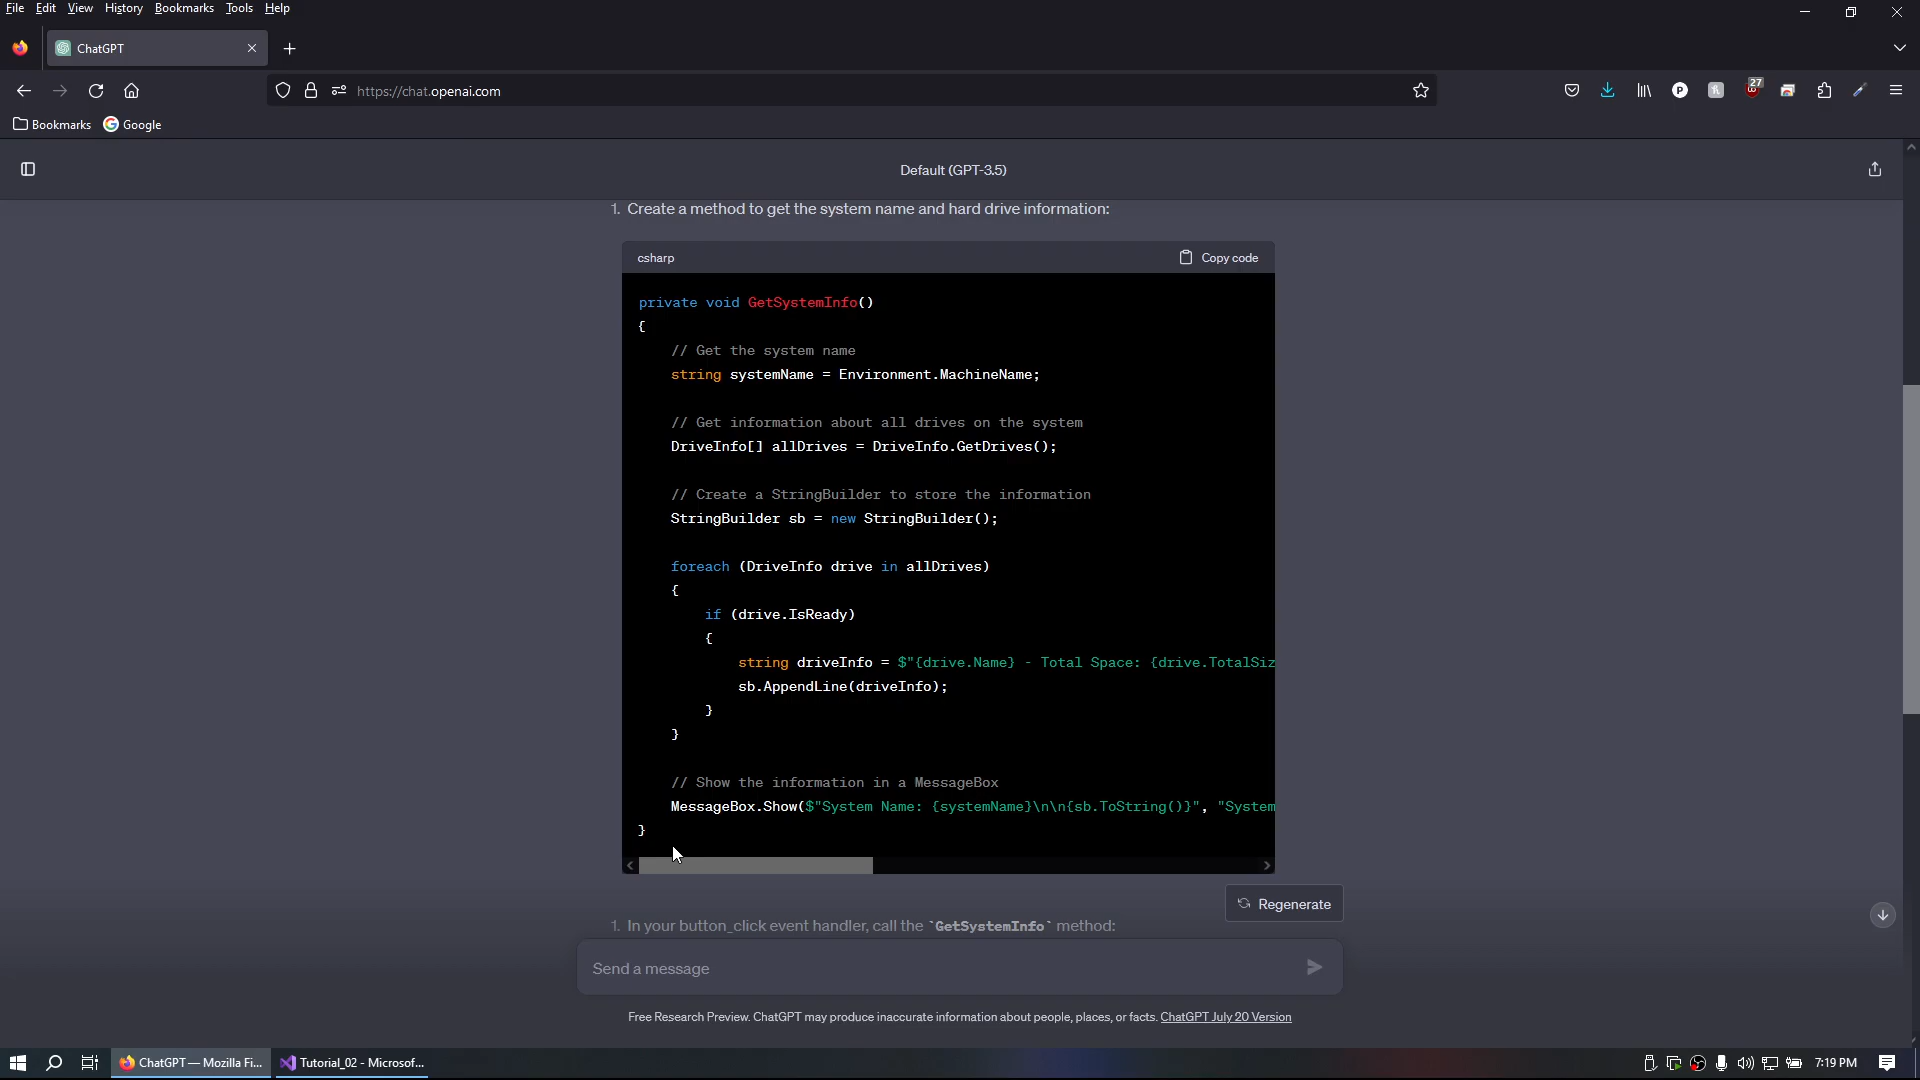 File Edit View History Bookmarks Tools Help
ChatGPT
https://chat.openai.com
27
Bookmarks Google
Default (GPT-3.5)
1. Create a method to get the system name and hard drive information:
csharp Copy code
private void GetSystemInfo()
{
// Get the system name
string systemName = Environment.MachineName;
// Get information about all drives on the system
DriveInfo[] allDrives = DriveInfo.GetDrives();
// Create a StringBuilder to store the information
StringBuilder sb = new StringBuilder();
foreach (DriveInfo drive in allDrives)
{
if (drive.IsReady)
{
string driveInfo = $"{drive.Name} - Total Space: {drive.TotalSiz
sb.AppendLine(driveInfo);
}
}
// Show the information in a MessageBox
MessageBox.Show($"System Name: {systemName}\n\n{sb.ToString()}", "System
}
Regenerate
1. In your button_click event handler, call the `GetSystemInfo` method:
Send a message
Free Research Preview. ChatGPT may produce inaccurate information about people, places, or facts. ChatGPT July 20 Version
ChatGPT — Mozilla Fi... Tutorial_02 - Microsof... 7:19 PM